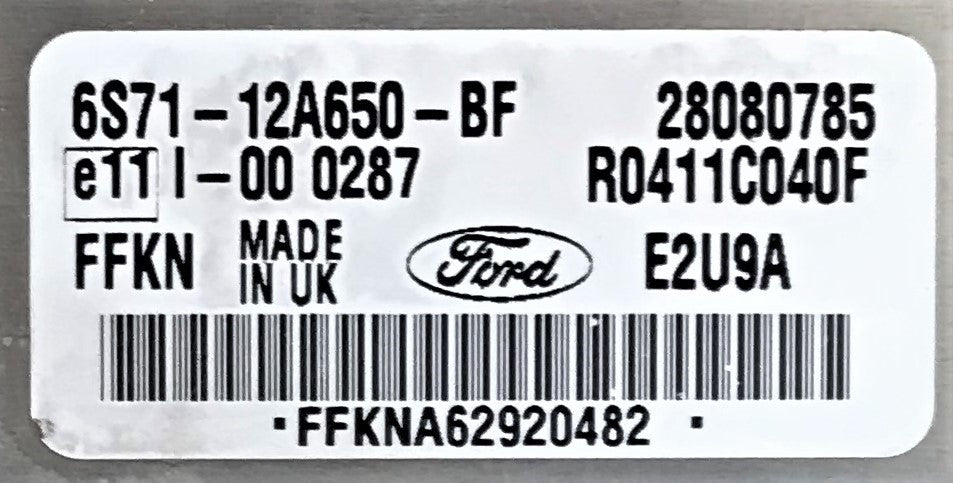 6S71-12A650-BF 28080785
e11 I-00 0287 R0411C040F
FFKN MADE IN UK Ford E2U9A
·FFKNA62920482 ·